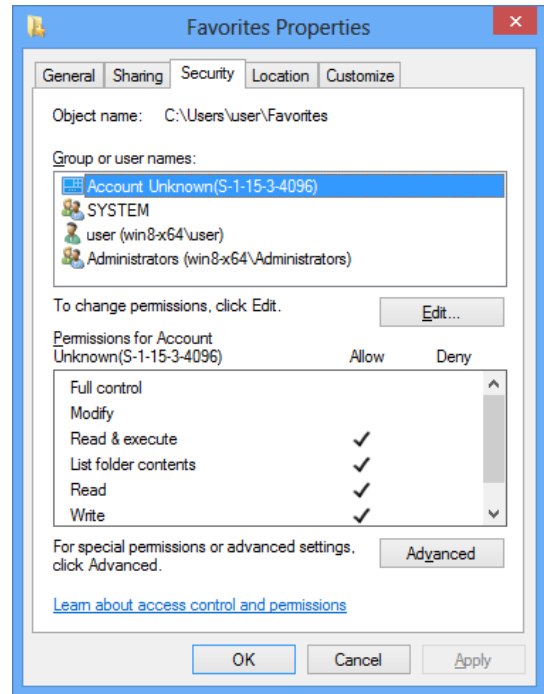 Favorites Properties
General Sharing Security Location Customize
Object name: C:\Users\user\Favorites
Group or user names:
Account Unknown(S-1-15-3-4096)
SYSTEM
user (win8-x64\user)
Administrators (win8-x64\Administrators)
To change permissions, click Edit.
Edit...
Permissions for Account
Unknown(S-1-15-3-4096) Allow Deny
Full control
Modify
Read & execute
List folder contents
Read
Write
For special permissions or advanced settings,
click Advanced.
Advanced
Learn about access control and permissions
OK Cancel Apply